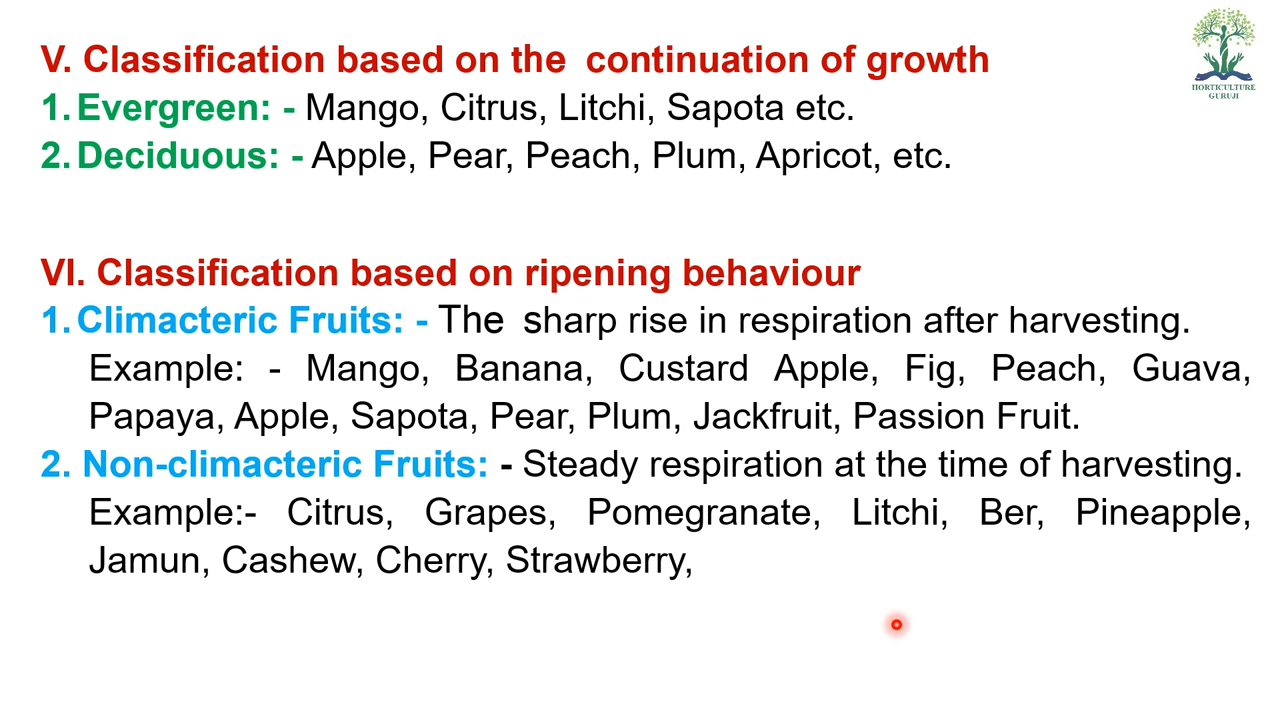 V. Classification based on the continuation of growth
HORTICULTURE
GURUJI
1. Evergreen: - Mango, Citrus, Litchi, Sapota etc.
2. Deciduous: - Apple, Pear, Peach, Plum, Apricot, etc.
VI. Classification based on ripening behaviour
1. Climacteric Fruits: - The sharp rise in respiration after harvesting.
Example: - Mango, Banana, Custard Apple, Fig, Peach, Guava,
Papaya, Apple, Sapota, Pear, Plum, Jackfruit, Passion Fruit.
2. Non-climacteric Fruits: - Steady respiration at the time of harvesting.
Example:- Citrus, Grapes, Pomegranate, Litchi, Ber, Pineapple,
Jamun, Cashew, Cherry, Strawberry,